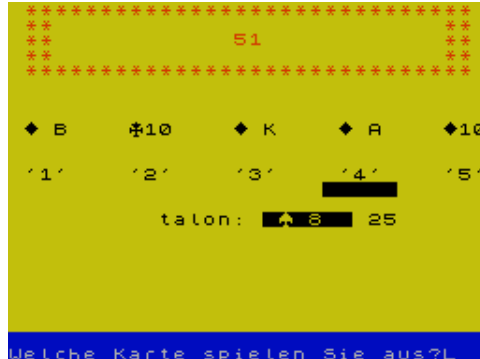 *******************************
** **
** 51 **
** **
*******************************
♦ B ♣10 ♦ K ♦ A ♦10
'1' '2' '3' '4' '5'
talon: ♠ 8 25
Welche Karte spielen Sie aus?L